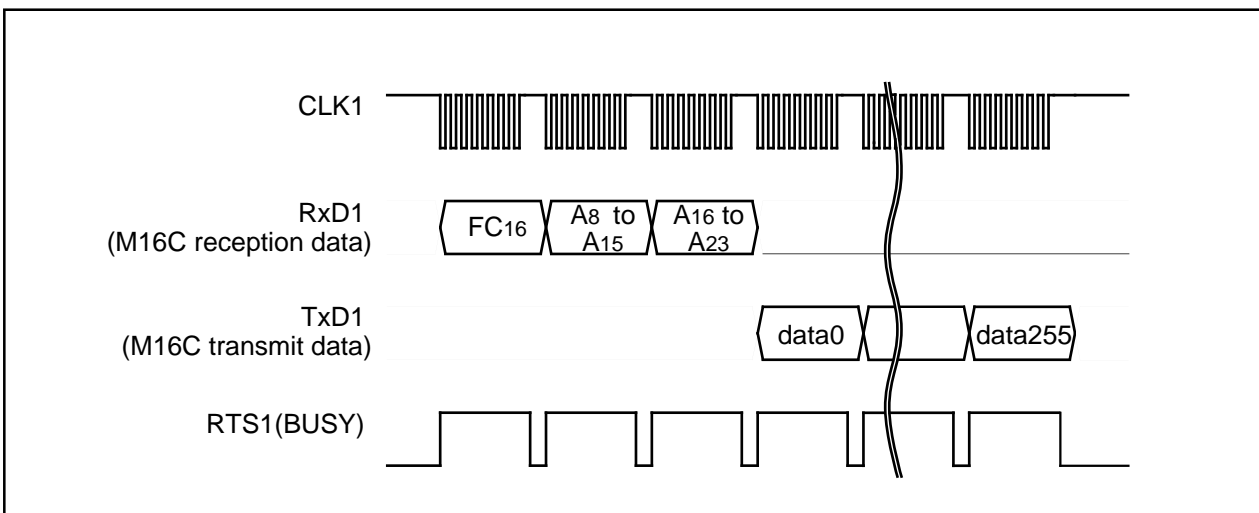 CLK1
RxD1
(M16C reception data)
FC16
A8 to
A15
A16 to
A23
TxD1
(M16C transmit data)
data0
data255
RTS1(BUSY)